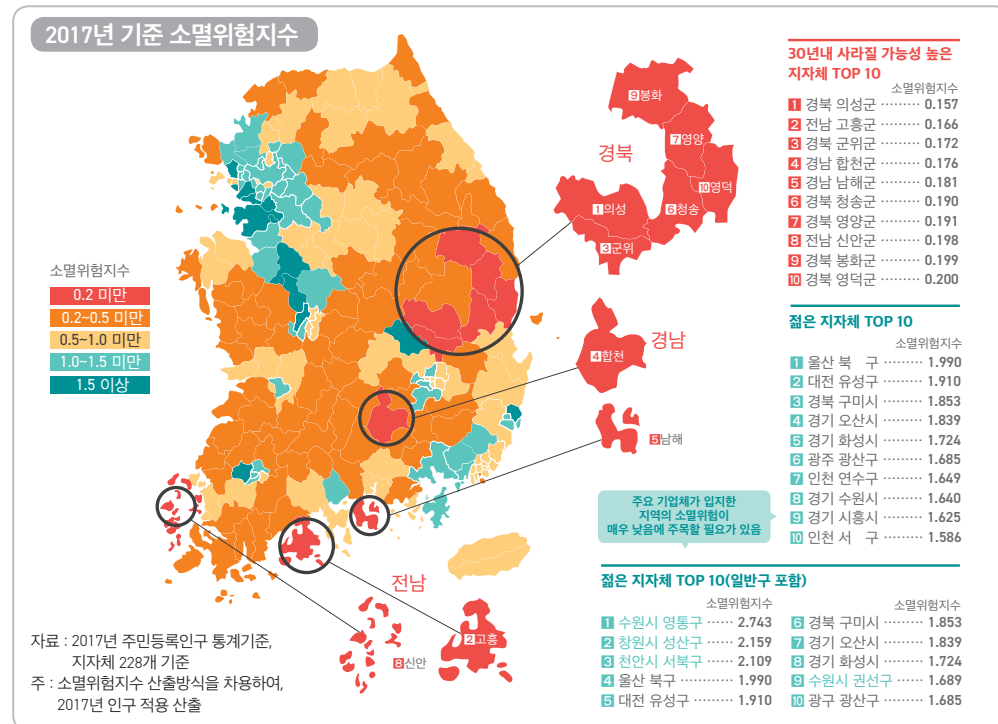 2017년 기준 소멸위험지수
30년내 사라질 가능성 높은
지자체 TOP 10
소멸위험지수
1 경북 의성군 ········· 0.157
2 전남 고흥군 ········· 0.166
3 경북 군위군 ········· 0.172
4 경남 합천군 ········· 0.176
5 경남 남해군 ········· 0.181
6 경북 청송군 ········· 0.190
7 경북 영양군 ········· 0.191
8 전남 신안군 ········· 0.198
9 경북 봉화군 ········· 0.199
10 경북 영덕군 ········· 0.200
경북
9봉화
7영양
10영덕
1의성
6청송
3군위
소멸위험지수
0.2 미만
0.2~0.5 미만
0.5~1.0 미만
1.0~1.5 미만
1.5 이상
경남
4합천
5남해
젊은 지자체 TOP 10
소멸위험지수
1 울산 북 구 ········· 1.990
2 대전 유성구 ········· 1.910
3 경북 구미시 ········· 1.853
4 경기 오산시 ········· 1.839
5 경기 화성시 ········· 1.724
6 광주 광산구 ········· 1.685
7 인천 연수구 ········· 1.649
8 경기 수원시 ········· 1.640
9 경기 시흥시 ········· 1.625
10 인천 서 구 ········· 1.586
주요 기업체가 입지한
지역의 소멸위험이
매우 낮음에 주목할 필요가 있음
전남
8신안
2고흥
젊은 지자체 TOP 10(일반구 포함)
소멸위험지수
1 수원시 영통구 ······ 2.743
2 창원시 성산구 ······ 2.159
3 천안시 서북구 ······ 2.109
4 울산 북구 ········· 1.990
5 대전 유성구 ········ 1.910
소멸위험지수
6 경북 구미시 ········ 1.853
7 경기 오산시 ········ 1.839
8 경기 화성시 ········ 1.724
9 수원시 권선구 ······ 1.689
10 광구 광산구 ········ 1.685
자료 : 2017년 주민등록인구 통계기준,
지자체 228개 기준
주 : 소멸위험지수 산출방식을 차용하여,
2017년 인구 적용 산출